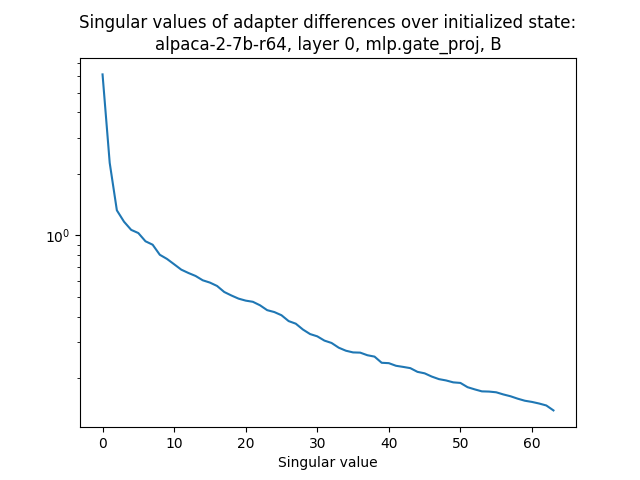 Singular values of adapter differences over initialized state:
alpaca-2-7b-r64, layer 0, mlp.gate_proj, B
10⁰
0 10 20 30 40 50 60
Singular value